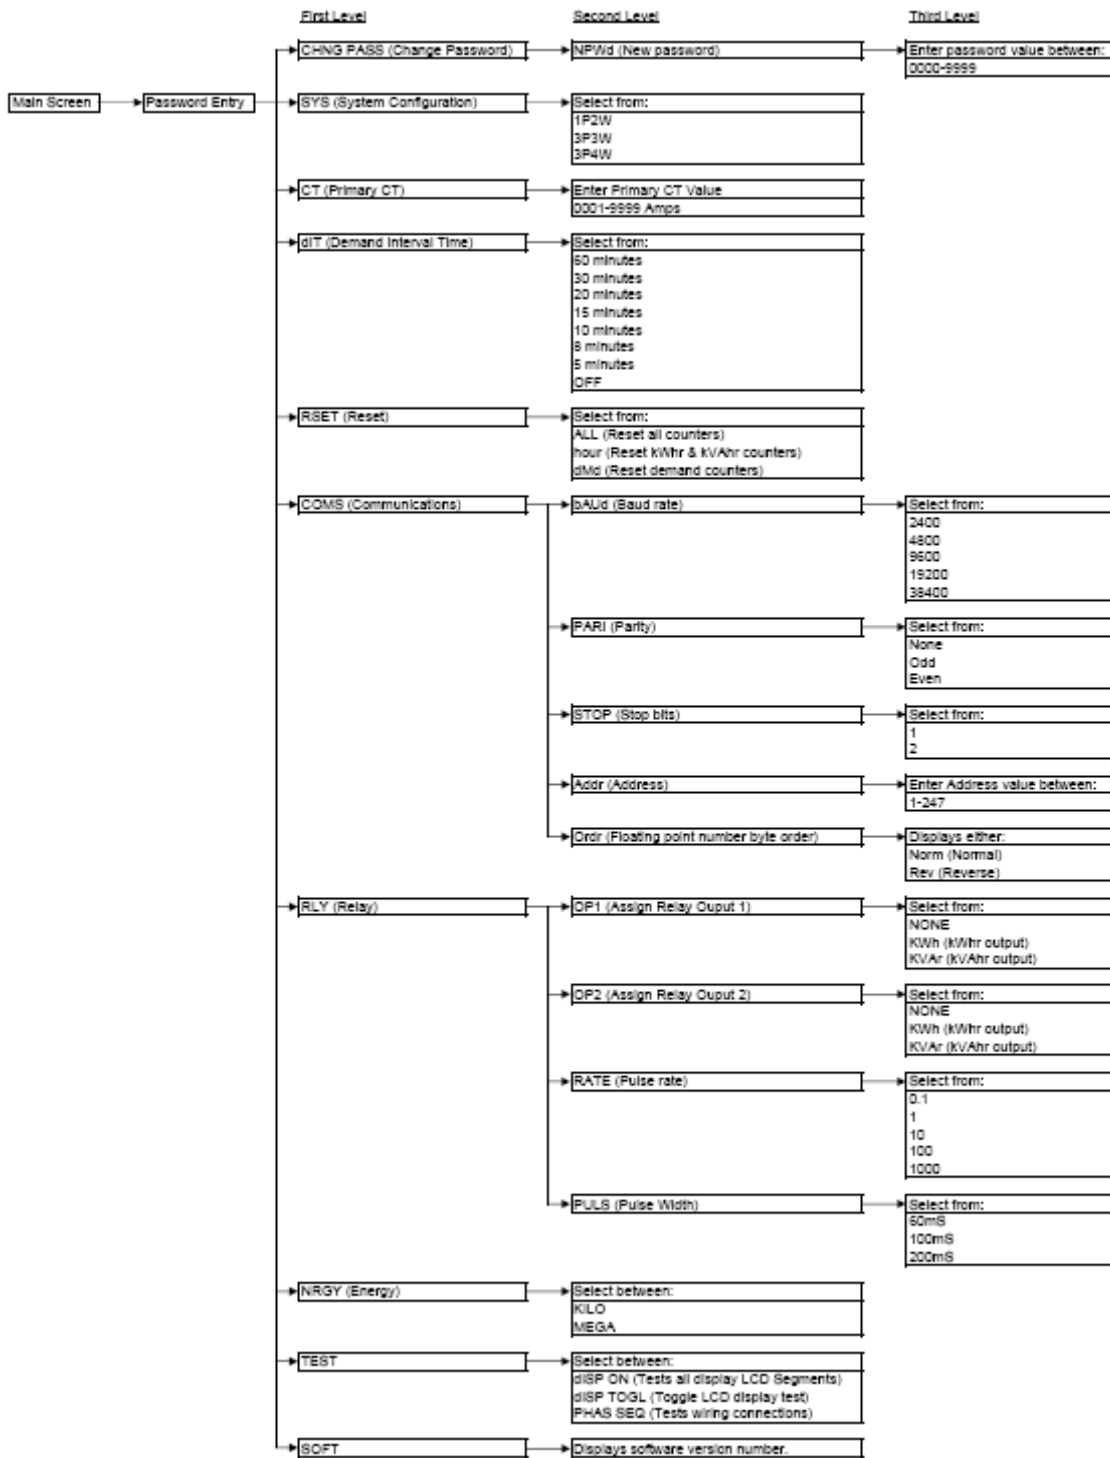 First Level
Second Level
Third Level
CHNG PASS (Change Password)
NPWd (New password)
Enter password value between:
0000-9999
Main Screen
Password Entry
SYS (System Configuration)
Select from:
1P2W
3P3W
3P4W
CT (Primary CT)
Enter Primary CT Value
0001-9999 Amps
dIT (Demand Interval Time)
Select from:
60 minutes
30 minutes
20 minutes
15 minutes
10 minutes
8 minutes
5 minutes
OFF
RSET (Reset)
Select from:
ALL (Reset all counters)
hour (Reset kWhr & kVAhr counters)
dMd (Reset demand counters)
COMS (Communications)
bAUd (Baud rate)
Select from:
2400
4800
9600
19200
38400
PARI (Parity)
Select from:
None
Odd
Even
STOP (Stop bits)
Select from:
1
2
Addr (Address)
Enter Address value between:
1-247
Ordr (Floating point number byte order)
Displays either:
Norm (Normal)
Rev (Reverse)
RLY (Relay)
OP1 (Assign Relay Ouput 1)
Select from:
NONE
KWh (kWhr output)
KVAr (kVAhr output)
OP2 (Assign Relay Ouput 2)
Select from:
NONE
KWh (kWhr output)
KVAr (kVAhr output)
RATE (Pulse rate)
Select from:
0.1
1
10
100
1000
PULS (Pulse Width)
Select from:
60mS
100mS
200mS
NRGY (Energy)
Select between:
KILO
MEGA
TEST
Select between:
dISP ON (Tests all display LCD Segments)
dISP TOGL (Toggle LCD display test)
PHAS SEQ (Tests wiring connections)
SOFT
Displays software version number.